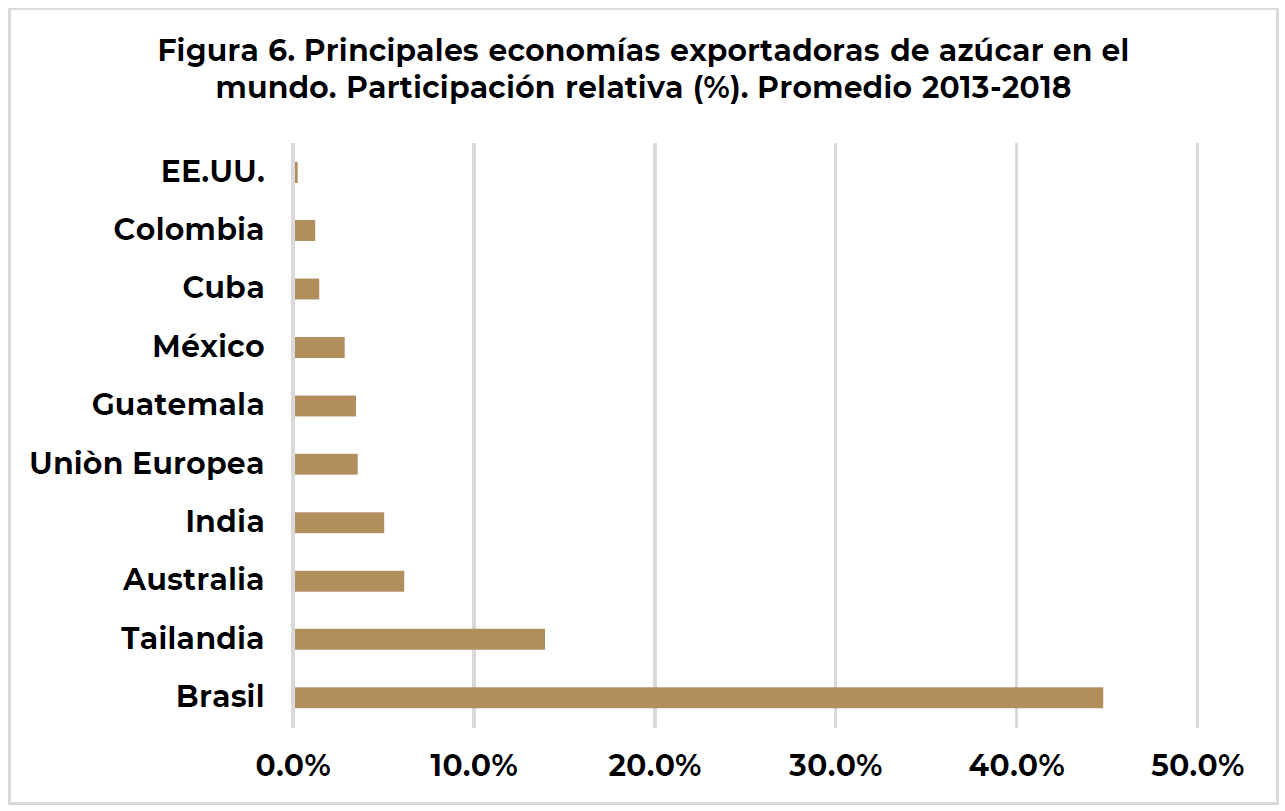 Figura 6. Principales economías exportadoras de azúcar en el
mundo. Participación relativa (%). Promedio 2013-2018
EE.UU.
Colombia
Cuba
México
Guatemala
Uniòn Europea
India
Australia
Tailandia
Brasil
0.0% 10.0% 20.0% 30.0% 40.0% 50.0%